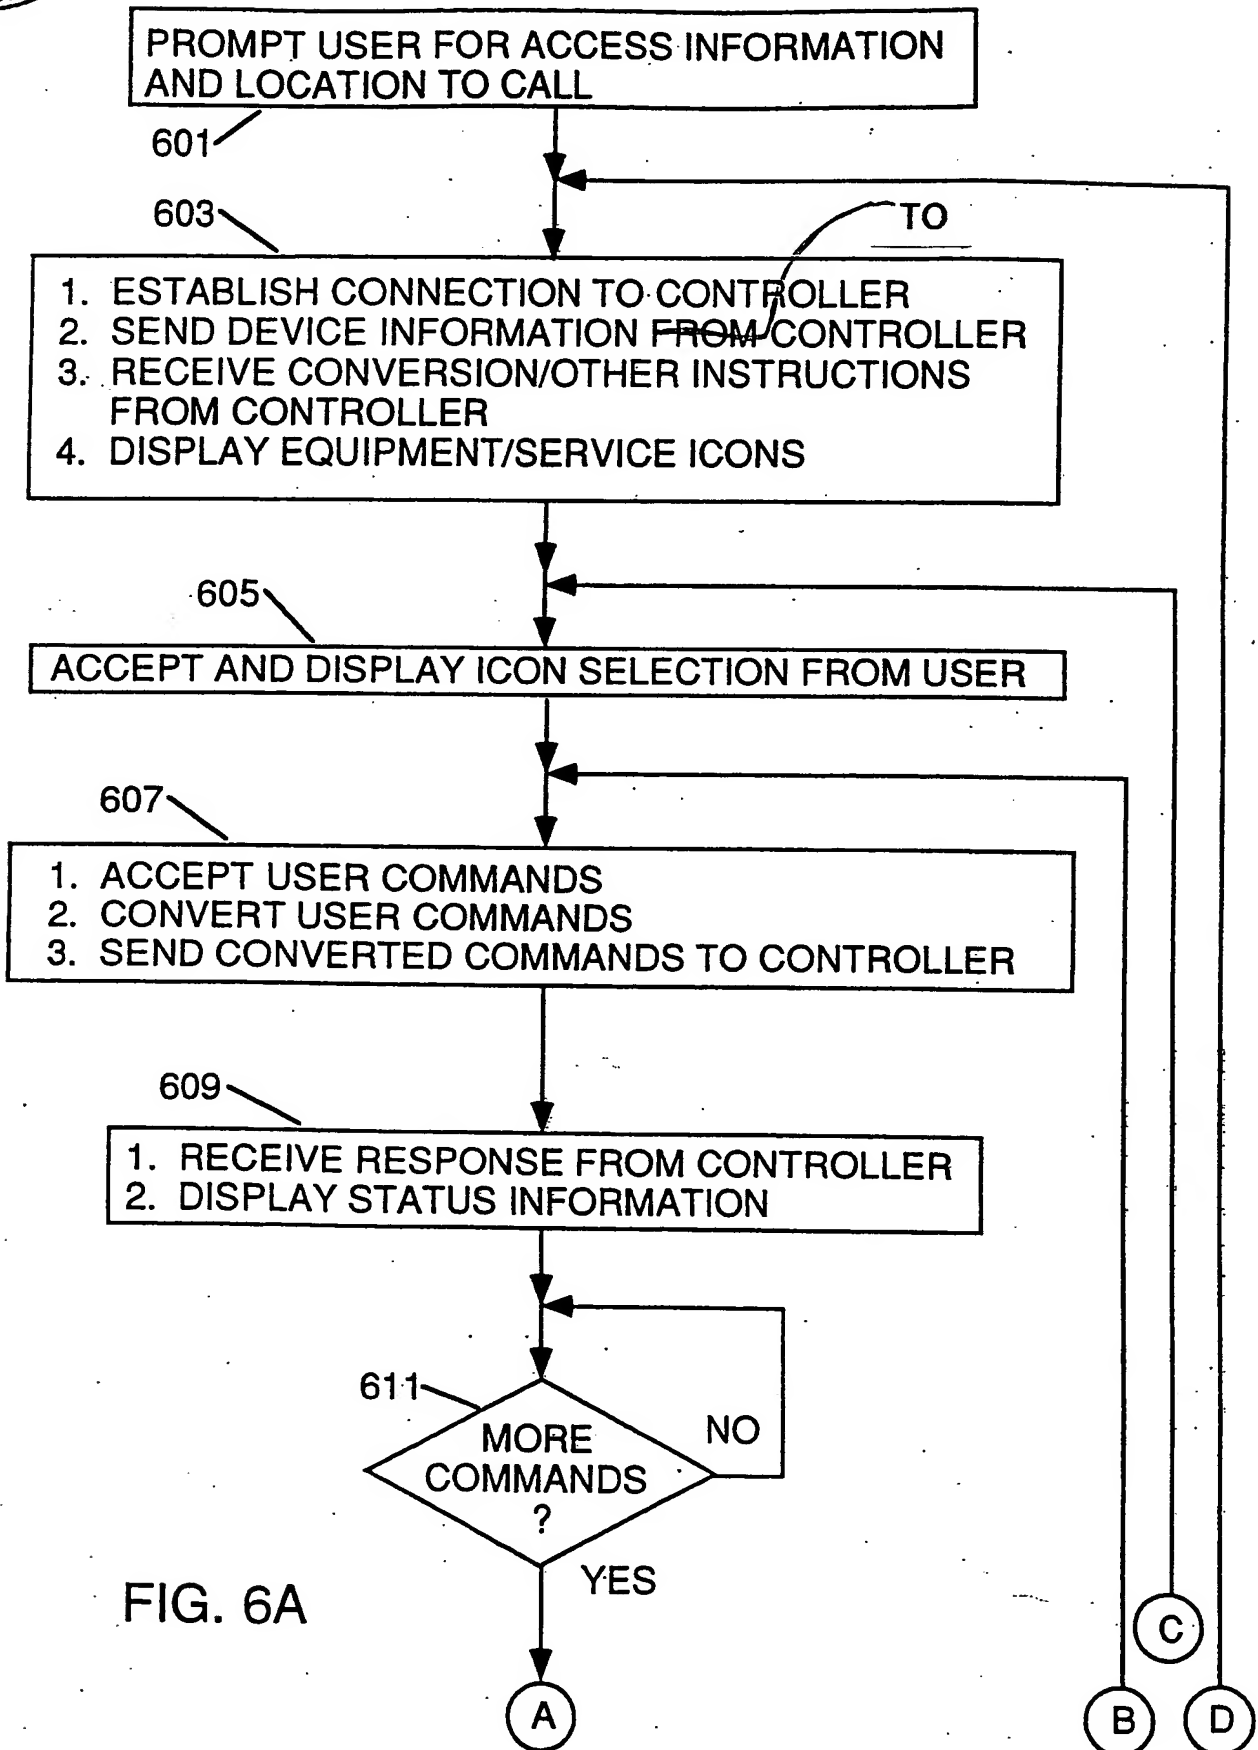 PROMPT USER FOR ACCESS INFORMATION
AND LOCATION TO CALL
601
603
TO
1. ESTABLISH CONNECTION TO CONTROLLER
2. SEND DEVICE INFORMATION FROM CONTROLLER
3. RECEIVE CONVERSION/OTHER INSTRUCTIONS
FROM CONTROLLER
4. DISPLAY EQUIPMENT/SERVICE ICONS
605
ACCEPT AND DISPLAY ICON SELECTION FROM USER
607
1. ACCEPT USER COMMANDS
2. CONVERT USER COMMANDS
3. SEND CONVERTED COMMANDS TO CONTROLLER
609
1. RECEIVE RESPONSE FROM CONTROLLER
2. DISPLAY STATUS INFORMATION
611
MORE
COMMANDS
?
NO
YES
FIG. 6A
A
C
B
D